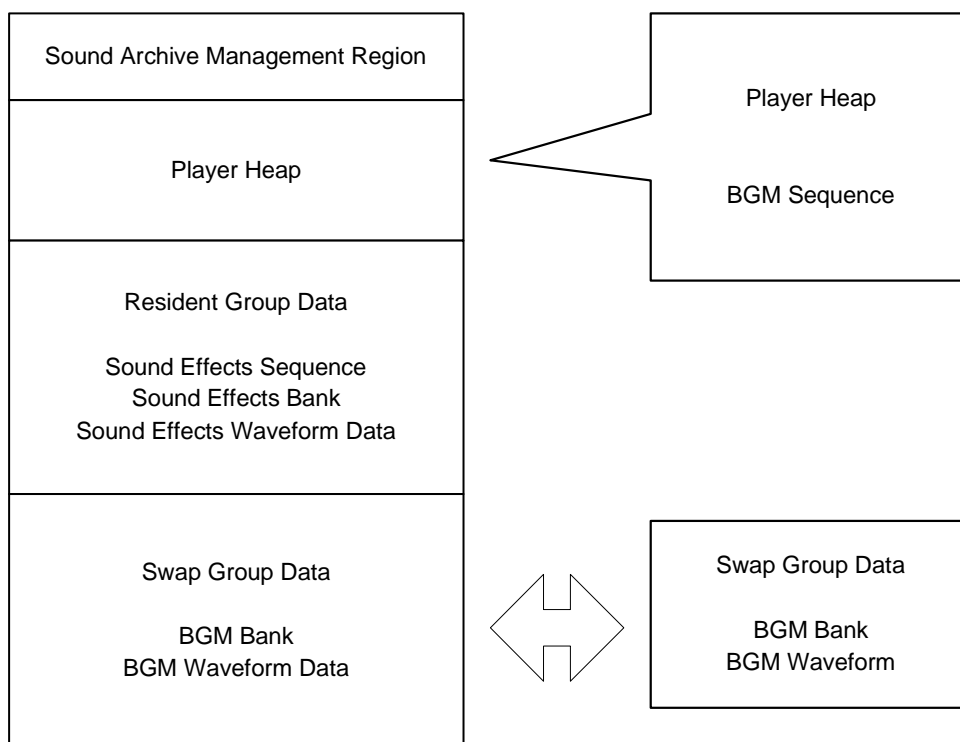 Sound Archive Management Region
Player Heap
Resident Group Data
Sound Effects Sequence
Sound Effects Bank
Sound Effects Waveform Data
Swap Group Data
BGM Bank
BGM Waveform Data
Player Heap
BGM Sequence
Swap Group Data
BGM Bank
BGM Waveform